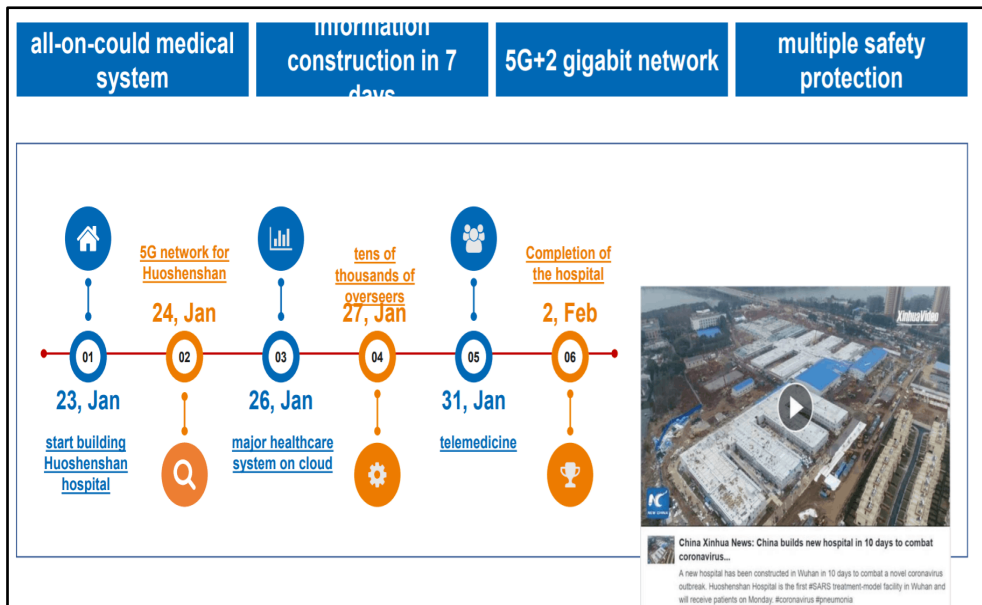 all-on-could medical
system
information
construction in 7
days
5G+2 gigabit network
multiple safety
protection
01
23, Jan
start building
Huoshenshan
hospital
5G network for
Huoshenshan
24, Jan
02
03
26, Jan
major healthcare
system on cloud
tens of
thousands of
overseers
27, Jan
04
05
31, Jan
telemedicine
Completion of
the hospital
2, Feb
06
XinhuaVideo
NEW CHINA
China Xinhua News: China builds new hospital in 10 days to combat
coronavirus...
A new hospital has been constructed in Wuhan in 10 days to combat a novel coronavirus
outbreak. Huoshenshan Hospital is the first #SARS treatment-model facility in Wuhan and
will receive patients on Monday. #coronavirus #pneumonia